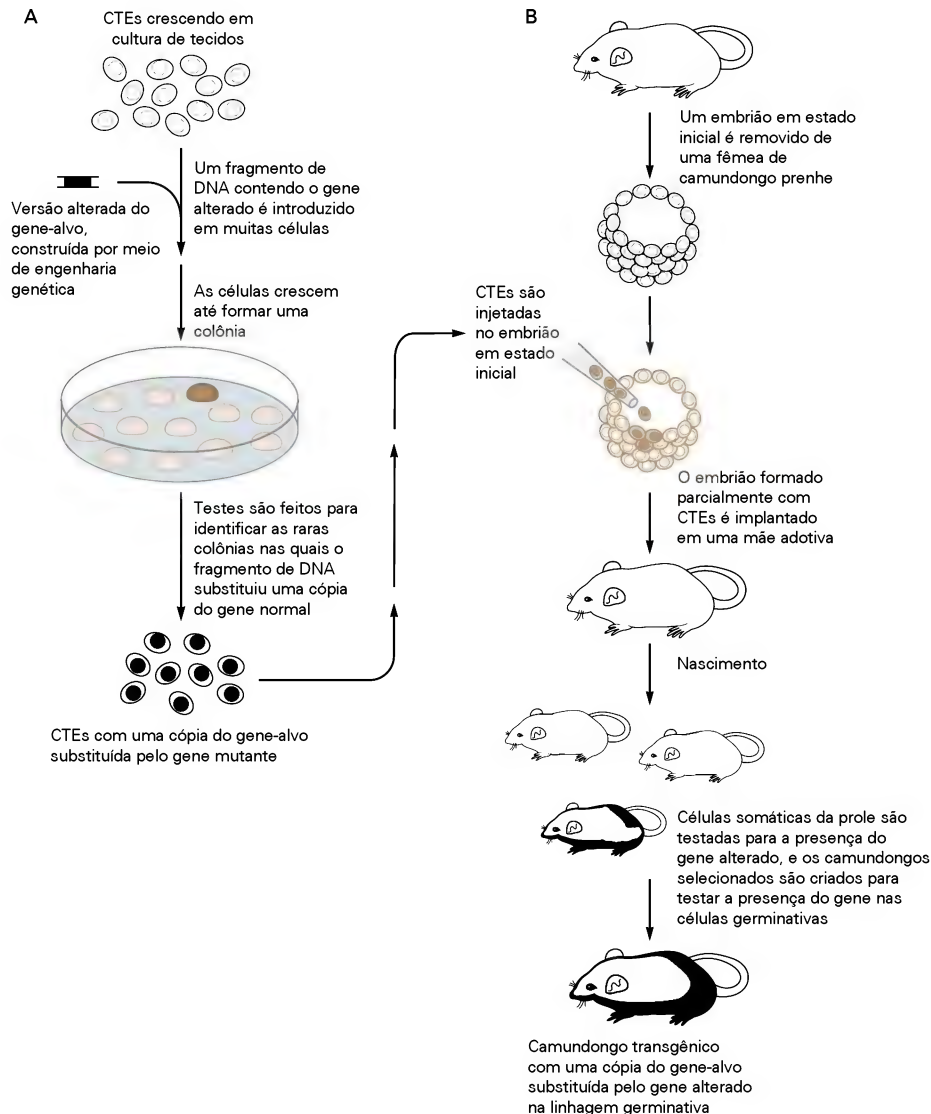 A
CTEs crescendo em
cultura de tecidos
Versão alterada do
gene-alvo,
construída por meio
de engenharia
genética
Um fragmento de
DNA contendo o gene
alterado é introduzido
em muitas células
As células crescem
até formar uma
colônia
Testes são feitos para
identificar as raras
colônias nas quais o
fragmento de DNA
substituiu uma cópia
do gene normal
CTEs com uma cópia do gene-alvo
substituída pelo gene mutante
B
Um embrião em estado
inicial é removido de
uma fêmea de
camundongo prenhe
CTEs são
injetadas
no embrião
em estado
inicial
O embrião formado
parcialmente com
CTEs é implantado
em uma mãe adotiva
Nascimento
Células somáticas da prole são
testadas para a presença do
gene alterado, e os camundongos
selecionados são criados para
testar a presença do gene nas
células germinativas
Camundongo transgênico
com uma cópia do gene-alvo
substituída pelo gene alterado
na linhagem germinativa